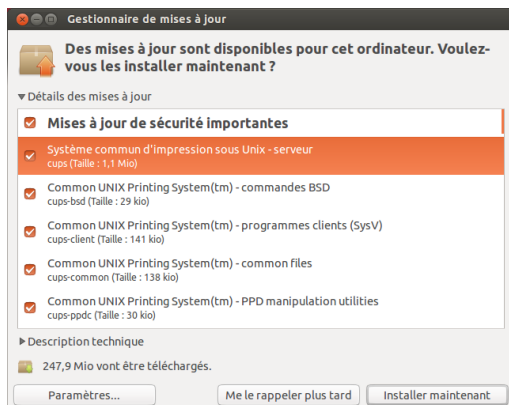 Gestionnaire de mises à jour
Des mises à jour sont disponibles pour cet ordinateur. Voulez-
vous les installer maintenant ?
Détails des mises à jour
Mises à jour de sécurité importantes
Système commun d'impression sous Unix - serveur
cups (Taille : 1,1 Mio)
Common UNIX Printing System(tm) - commandes BSD
cups-bsd (Taille : 29 kio)
Common UNIX Printing System(tm) - programmes clients (SysV)
cups-client (Taille : 141 kio)
Common UNIX Printing System(tm) - common files
cups-common (Taille : 138 kio)
Common UNIX Printing System(tm) - PPD manipulation utilities
cups-ppdc (Taille : 30 kio)
Description technique
247,9 Mio vont être téléchargés.
Paramètres... Me le rappeler plus tard Installer maintenant